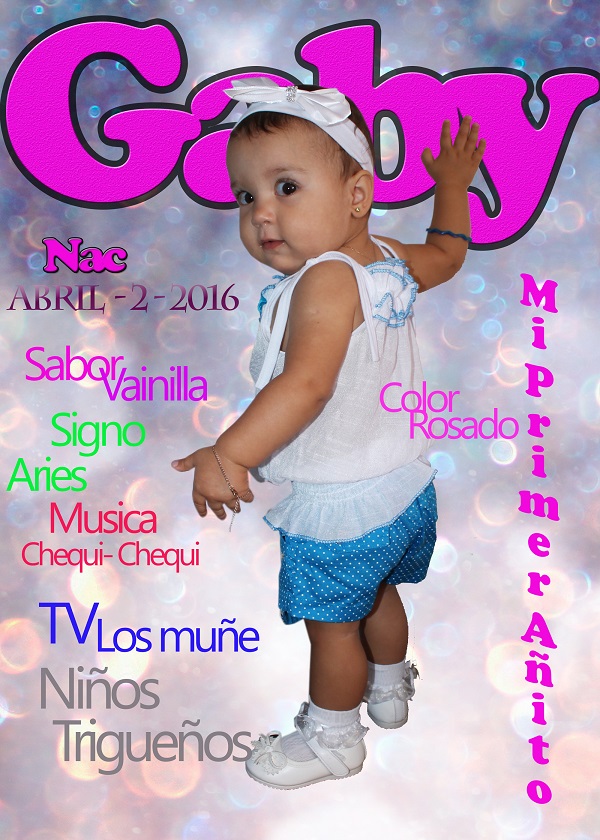 Gaby
Nac
ABRIL - 2 - 2016
Sabor
Vainilla
Signo
Aries
Musica
Chequi- Chequi
TV Los muñe
Niños
Trigueños
Color
Rosado
Mi Primer Añito